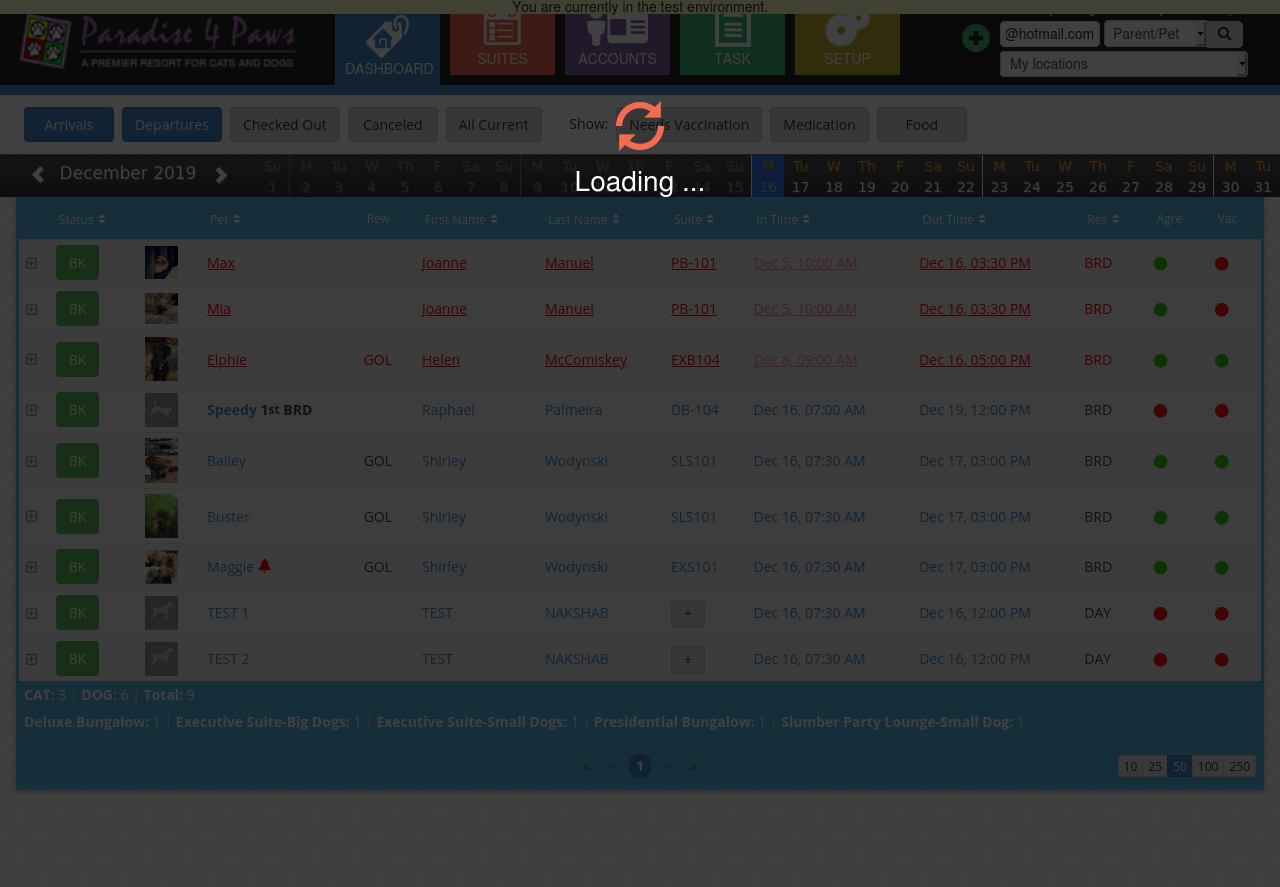 You are currently in the test environment.
Paradise 4 Paws
A PREMIER RESORT FOR CATS AND DOGS
DASHBOARD
SUITES
ACCOUNTS
TASK
SETUP
@hotmail.com
Parent/Pet
My locations
Arrivals Departures Checked Out Canceled All Current Show: Needs Vaccination Medication Food
Loading ...
December 2019
Su M Tu W Th F Sa Su M Tu W Th F Sa Su M Tu W Th F Sa Su M Tu W Th F Sa Su M Tu
1 2 3 4 5 6 7 8 9 10 15 16 17 18 19 20 21 22 23 24 25 26 27 28 29 30 31
Status Pet Rew First Name Last Name Suite In Time Out Time Res Agre Vac
BK Max Joanne Manuel PB-101 Dec 5, 10:00 AM Dec 16, 03:30 PM BRD
BK Mia Joanne Manuel PB-101 Dec 5, 10:00 AM Dec 16, 03:30 PM BRD
BK Elphie GOL Helen McComiskey EXB104 Dec 8, 09:00 AM Dec 16, 05:00 PM BRD
BK Speedy 1st BRD Raphael Palmeira DB-104 Dec 16, 07:00 AM Dec 19, 12:00 PM BRD
BK Bailey GOL Shirley Wodynski SLS101 Dec 16, 07:30 AM Dec 17, 03:00 PM BRD
BK Buster GOL Shirley Wodynski SLS101 Dec 16, 07:30 AM Dec 17, 03:00 PM BRD
BK Maggie GOL Shirley Wodynski EXS101 Dec 16, 07:30 AM Dec 17, 03:00 PM BRD
BK TEST 1 TEST NAKSHAB + Dec 16, 07:30 AM Dec 16, 12:00 PM DAY
BK TEST 2 TEST NAKSHAB + Dec 16, 07:30 AM Dec 16, 12:00 PM DAY
CAT: 3 | DOG: 6 | Total: 9
Deluxe Bungalow: 1 | Executive Suite-Big Dogs: 1 | Executive Suite-Small Dogs: 1 | Presidential Bungalow: 1 | Slumber Party Lounge-Small Dog: 1
« ‹ 1 › »
10 25 50 100 250